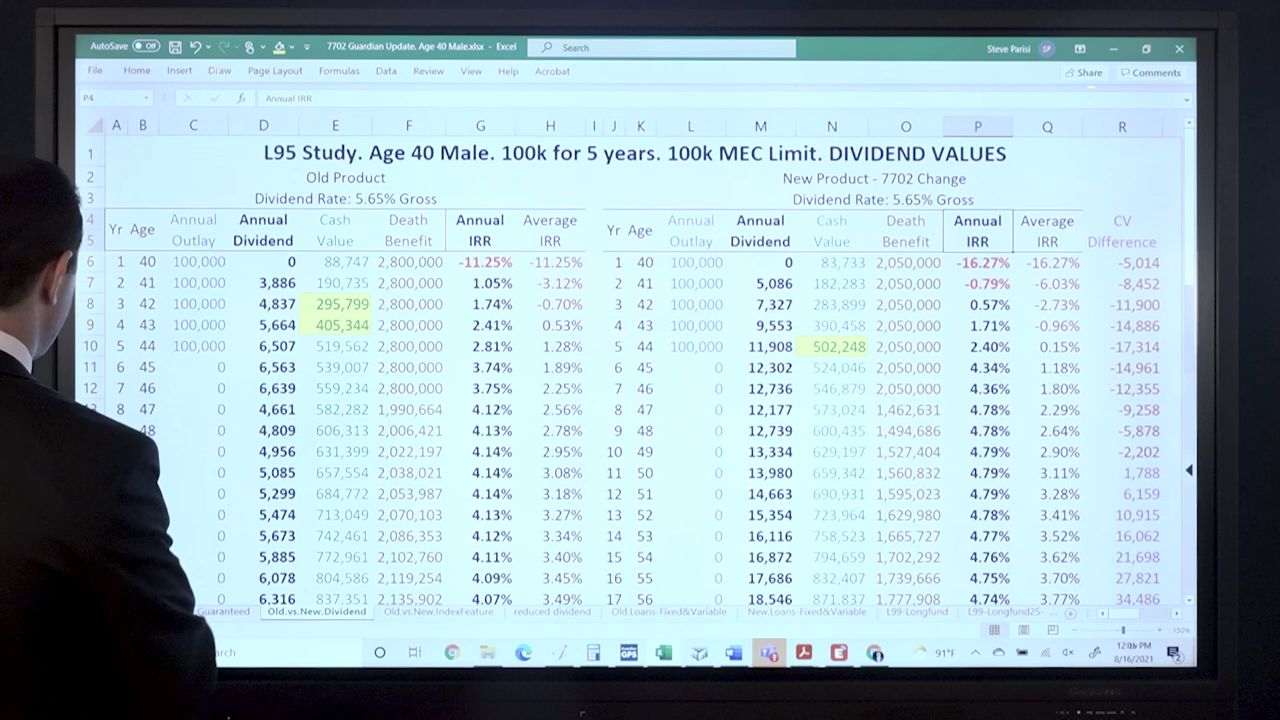 AutoSave Off 7702 Guardian Update. Age 40 Male.xlsx - Excel Search Steve Parisi SP
File Home Insert Draw Page Layout Formulas Data Review View Help Acrobat Share Comments
P4 fx Annual IRR
A B C D E F G H I J K L M N O P Q R
1 L95 Study. Age 40 Male. 100k for 5 years. 100k MEC Limit. DIVIDEND VALUES
2 Old Product New Product - 7702 Change
3 Dividend Rate: 5.65% Gross Dividend Rate: 5.65% Gross
4 Yr Age Annual Annual Cash Death Annual Average Yr Age Annual Annual Cash Death Annual Average CV
5 Outlay Dividend Value Benefit IRR IRR Outlay Dividend Value Benefit IRR IRR Difference
6 1 40 100,000 0 88,747 2,800,000 -11.25% -11.25% 1 40 100,000 0 83,733 2,050,000 -16.27% -16.27% -5,014
7 2 41 100,000 3,886 190,735 2,800,000 1.05% -3.12% 2 41 100,000 5,086 182,283 2,050,000 -0.79% -6.03% -8,452
8 3 42 100,000 4,837 295,799 2,800,000 1.74% -0.70% 3 42 100,000 7,327 283,899 2,050,000 0.57% -2.73% -11,900
9 4 43 100,000 5,664 405,344 2,800,000 2.41% 0.53% 4 43 100,000 9,553 390,458 2,050,000 1.71% -0.96% -14,886
10 5 44 100,000 6,507 519,562 2,800,000 2.81% 1.28% 5 44 100,000 11,908 502,248 2,050,000 2.40% 0.15% -17,314
11 6 45 0 6,563 539,007 2,800,000 3.74% 1.89% 6 45 0 12,302 524,046 2,050,000 4.34% 1.18% -14,961
12 7 46 0 6,639 559,234 2,800,000 3.75% 2.25% 7 46 0 12,736 546,879 2,050,000 4.36% 1.80% -12,355
13 8 47 0 4,661 582,282 1,990,664 4.12% 2.56% 8 47 0 12,177 573,024 1,462,631 4.78% 2.29% -9,258
48 0 4,809 606,313 2,006,421 4.13% 2.78% 9 48 0 12,739 600,435 1,494,686 4.78% 2.64% -5,878
0 4,956 631,399 2,022,197 4.14% 2.95% 10 49 0 13,334 629,197 1,527,404 4.79% 2.90% -2,202
0 5,085 657,554 2,038,021 4.14% 3.08% 11 50 0 13,980 659,342 1,560,832 4.79% 3.11% 1,788
0 5,299 684,772 2,053,987 4.14% 3.18% 12 51 0 14,663 690,931 1,595,023 4.79% 3.28% 6,159
0 5,474 713,049 2,070,103 4.13% 3.27% 13 52 0 15,354 723,964 1,629,980 4.78% 3.41% 10,915
0 5,673 742,461 2,086,353 4.12% 3.34% 14 53 0 16,116 758,523 1,665,727 4.77% 3.52% 16,062
0 5,885 772,961 2,102,760 4.11% 3.40% 15 54 0 16,872 794,659 1,702,292 4.76% 3.62% 21,698
0 6,078 804,586 2,119,254 4.09% 3.45% 16 55 0 17,686 832,407 1,739,666 4.75% 3.70% 27,821
0 6,316 837,351 2,135,902 4.07% 3.49% 17 56 0 18,546 871,837 1,777,908 4.74% 3.77% 34,486
Guaranteed Old.vs.New.Dividend Old.vs.New.IndexFeature reduced dividend Old.Loans-Fixed&Variable New.Loans-Fixed&Variable L99-Longfund L99-Longfund25- ...
150%
arch GPS 91°F 12:05 PM
8/16/2021 2